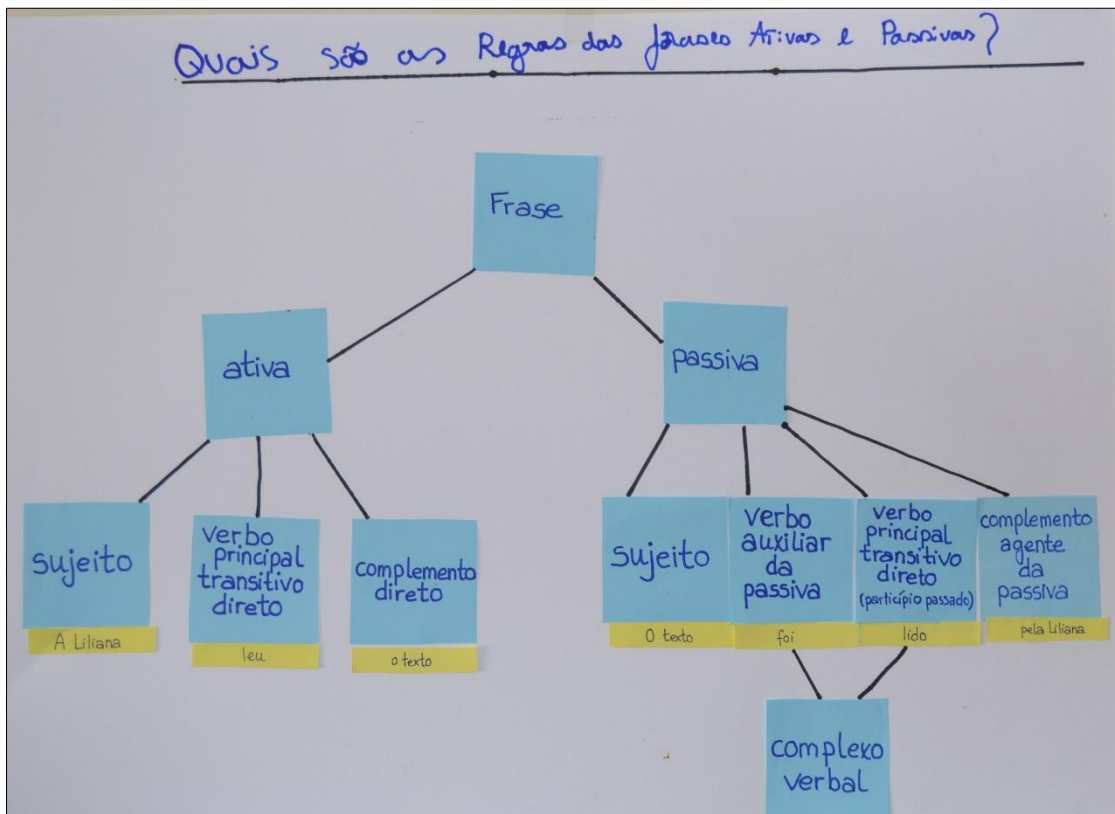 Quais são as Regras das frases Ativas e Passivas?
Frase
ativa
passiva
sujeito
A Liliana
verbo
principal
transitivo
direto
leu
complemento
direto
o texto
sujeito
O texto
verbo
auxiliar
da
passiva
foi
verbo
principal
transitivo
direto
(particípio passado)
lido
complemento
agente
da
passiva
pela Liliana
complexo
verbal